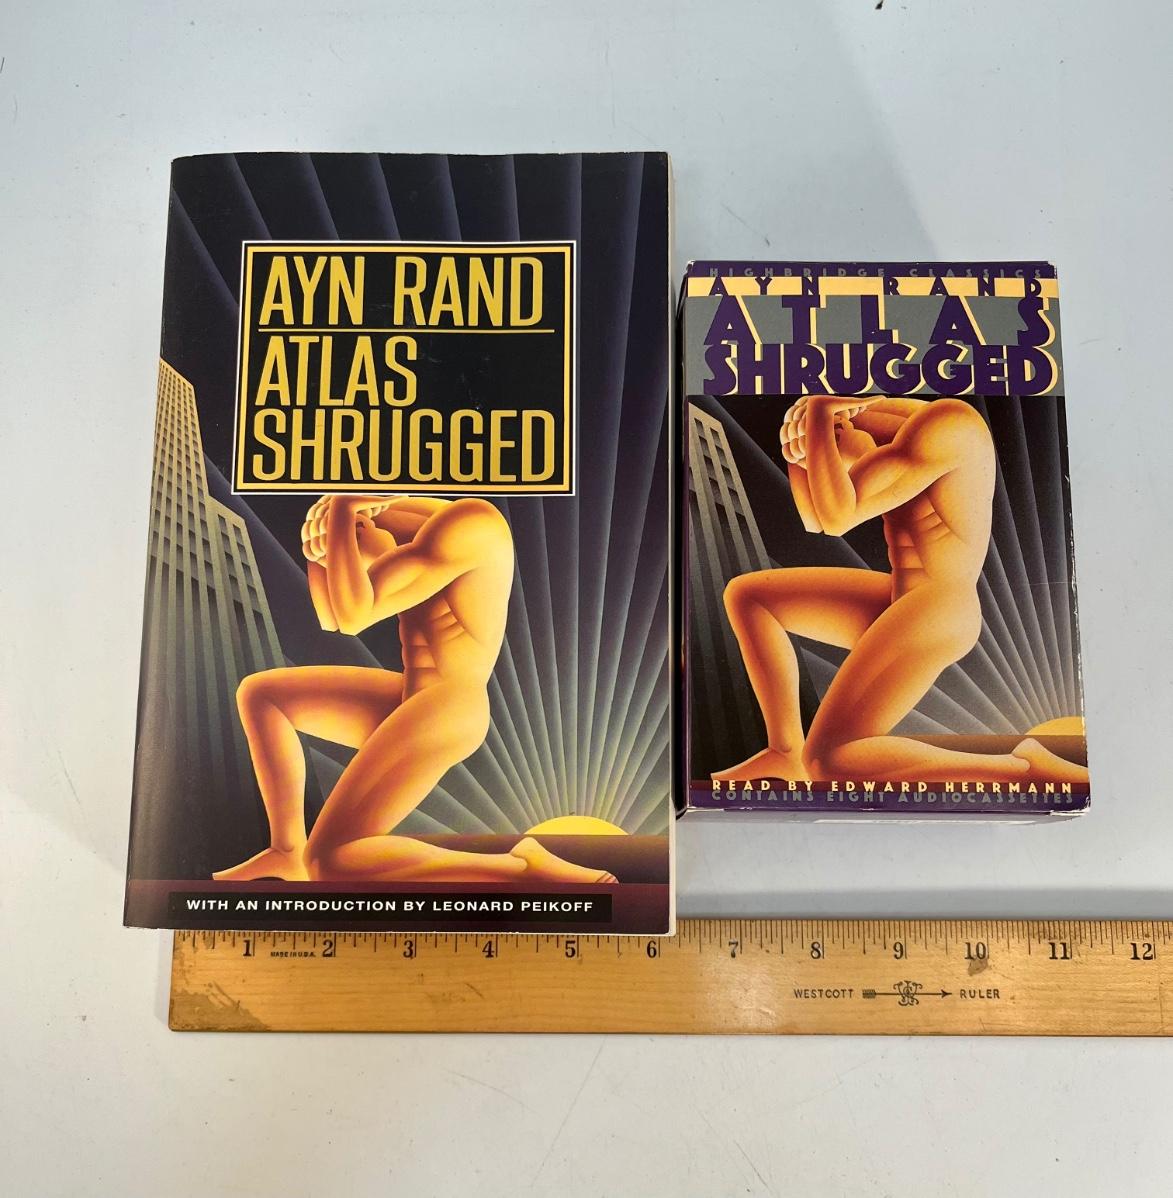 AYN RAND
ATLAS
SHRUGGED
WITH AN INTRODUCTION BY LEONARD PEIKOFF
HIGHBRIDGE CLASSICS
AYN RAND
ATLAS
SHRUGGED
READ BY EDWARD HERRMANN
CONTAINS EIGHT AUDIOCASSETTES
1 2 3 4 5 6 7 8 9 10 11 12
MADE IN U.S.A.
WESTCOTT RULER